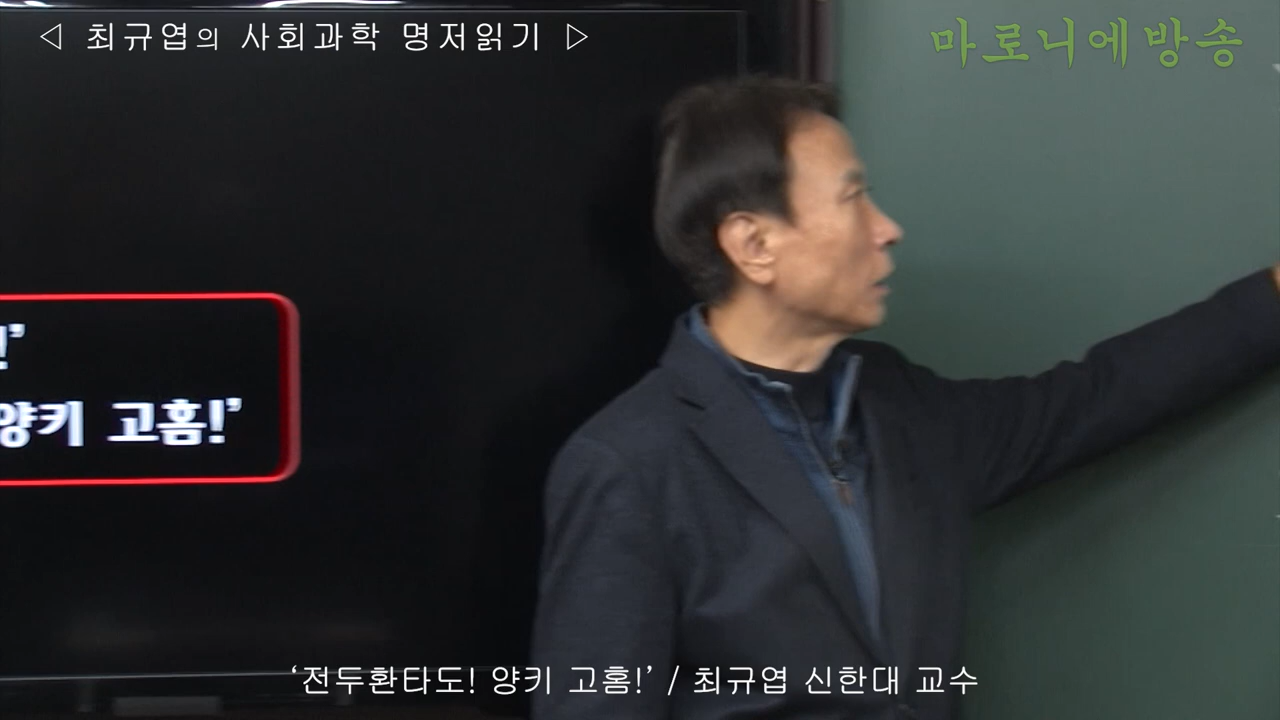 ◁ 최규엽의 사회과학 명저읽기 ▷
마로니에방송
!’
양키 고홈!’
‘전두환타도! 양키 고홈!’ / 최규엽 신한대 교수